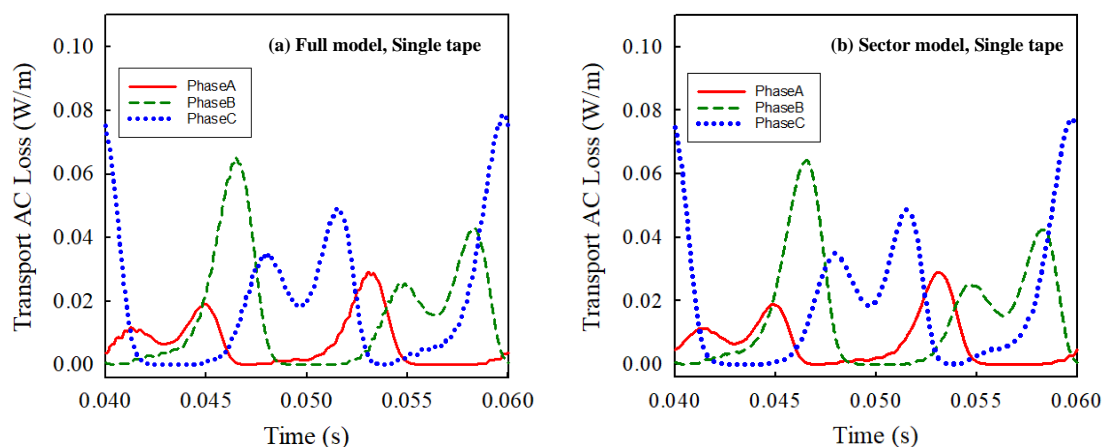 (a) Full model, Single tape
PhaseA
PhaseB
PhaseC
Transport AC Loss (W/m)
0.10
0.08
0.06
0.04
0.02
0.00
0.040
0.045
0.050
0.055
0.060
Time (s)
(b) Sector model, Single tape
PhaseA
PhaseB
PhaseC
Transport AC Loss (W/m)
0.10
0.08
0.06
0.04
0.02
0.00
0.040
0.045
0.050
0.055
0.060
Time (s)